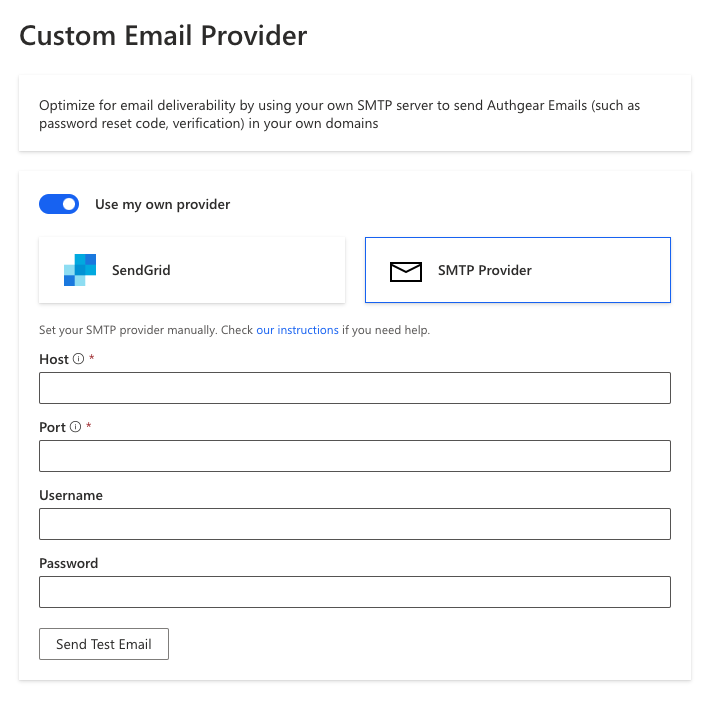 Custom Email Provider
Optimize for email deliverability by using your own SMTP server to send Authgear Emails (such as
password reset code, verification) in your own domains
Use my own provider
SendGrid
SMTP Provider
Set your SMTP provider manually. Check our instructions if you need help.
Host *
Port *
Username
Password
Send Test Email